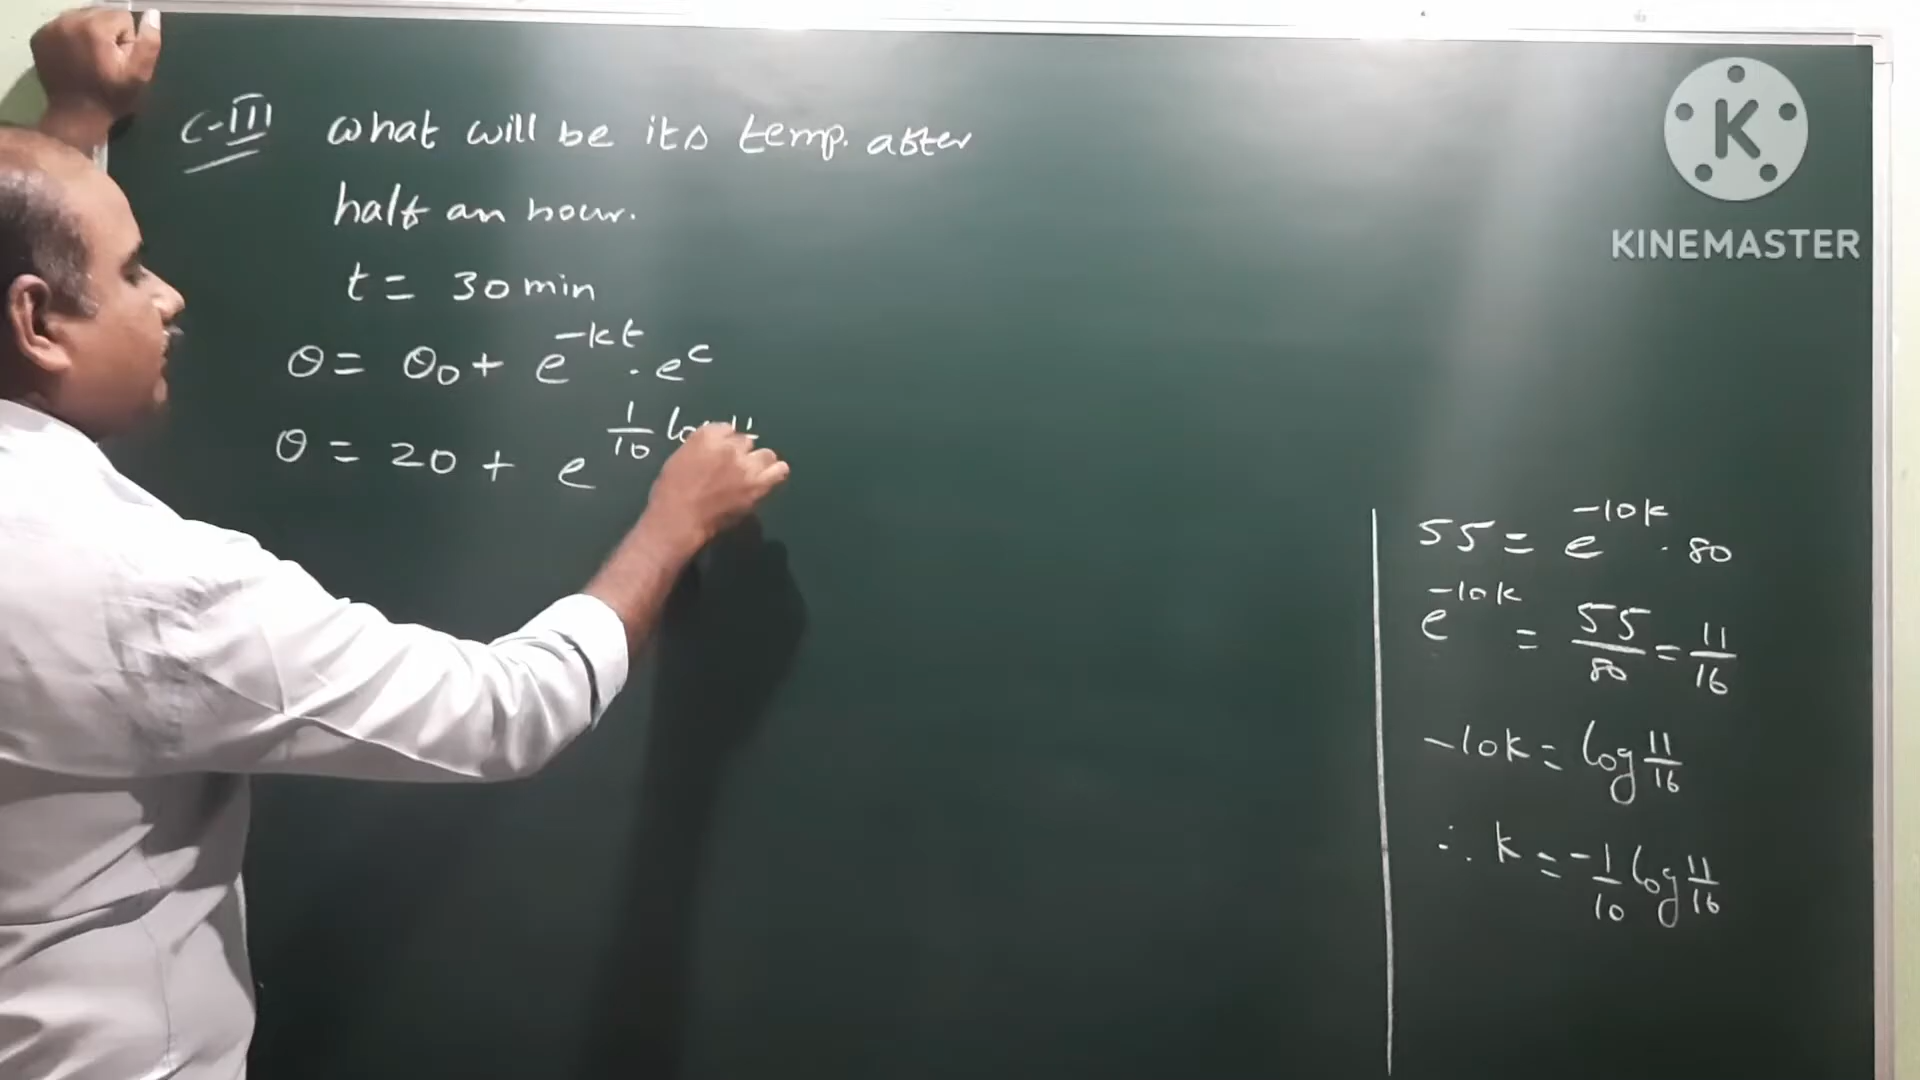 C-III what will be its temp. after
half an hour.
t = 30 min
θ = θ₀ + e^{-kt} . e^c
θ = 20 + e^{1/10 log 11
55 = e^{-10k} . 80
e^{-10k} = 55/80 = 11/16
-10k = log 11/16
∴ k = -1/10 log 11/16
K
KINEMASTER